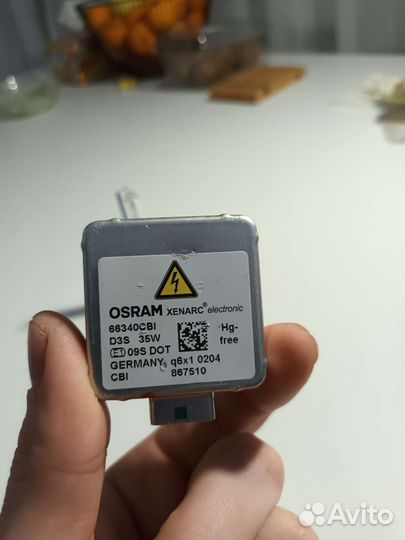 OSRAM XENARC® electronic
66340CBI
D3S 35W
Hg-free
E1 09S DOT
GERMANY q6x1 0204
CBI 867510
Avito